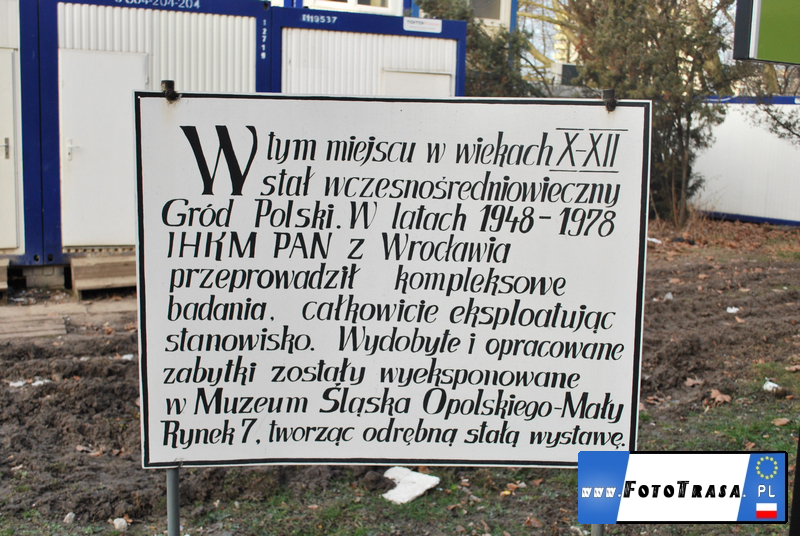 W tym miejscu w wiekach X-XII
stał wczesnośredniowieczny
Gród Polski. W latach 1948-1978
IHKM PAN z Wrocławia
przeprowadził kompleksowe
badania, całkowicie eksploatując
stanowisko. Wydobyte i opracowane
zabytki zostały wyeksponowane
w Muzeum Śląska Opolskiego-Mały
Rynek 7, tworząc odrębną stałą wystawę.
www.FotoTrasa.PL